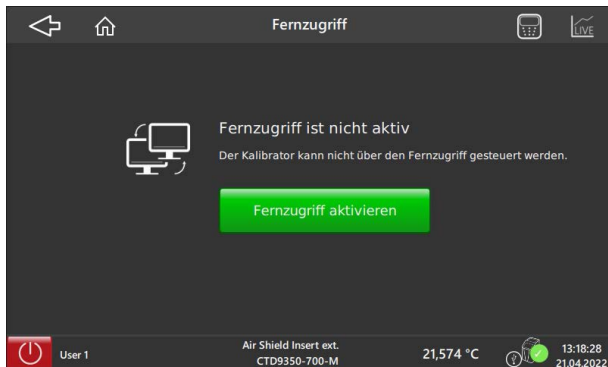 Fernzugriff
LIVE
Fernzugriff ist nicht aktiv
Der Kalibrator kann nicht über den Fernzugriff gesteuert werden.
Fernzugriff aktivieren
User 1
Air Shield Insert ext.
CTD9350-700-M
21,574 °C
13:18:28
21.04.2022